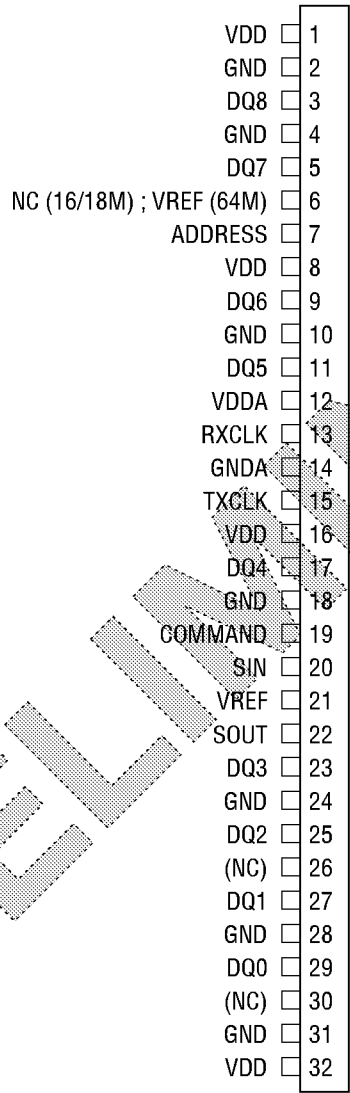 VDD 1
GND 2
DQ8 3
GND 4
DQ7 5
NC (16/18M) ; VREF (64M) 6
ADDRESS 7
VDD 8
DQ6 9
GND 10
DQ5 11
VDDA 12
RXCLK 13
GNDA 14
TXCLK 15
VDD 16
DQ4 17
GND 18
COMMAND 19
SIN 20
VREF 21
SOUT 22
DQ3 23
GND 24
DQ2 25
(NC) 26
DQ1 27
GND 28
DQ0 29
(NC) 30
GND 31
VDD 32